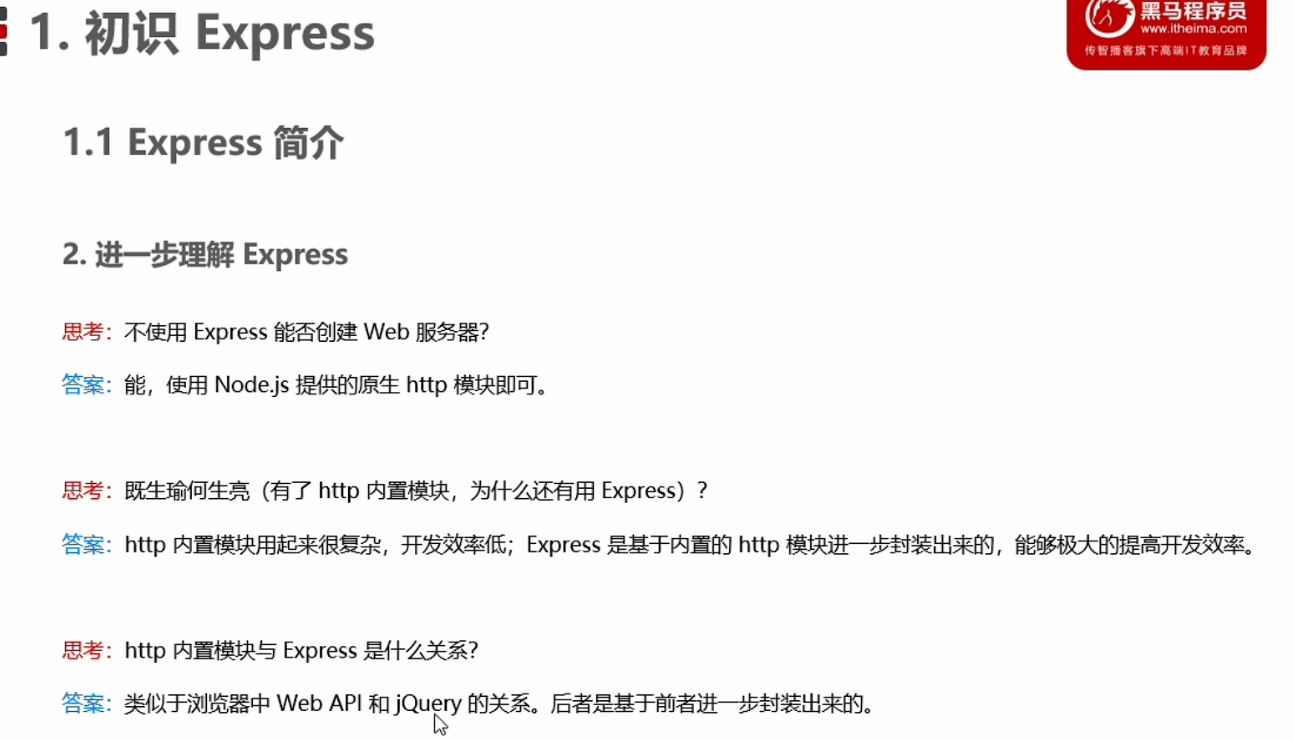 1. 初识 Express
黑马程序员
www.itheima.com
传智播客旗下高端IT教育品牌
1.1 Express 简介
2. 进一步理解 Express
思考：不使用 Express 能否创建 Web 服务器？
答案：能，使用 Node.js 提供的原生 http 模块即可。
思考：既生瑜何生亮（有了 http 内置模块，为什么还有用 Express）？
答案：http 内置模块用起来很复杂，开发效率低；Express 是基于内置的 http 模块进一步封装出来的，能够极大的提高开发效率。
思考：http 内置模块与 Express 是什么关系？
答案：类似于浏览器中 Web API 和 jQuery 的关系。后者是基于前者进一步封装出来的。